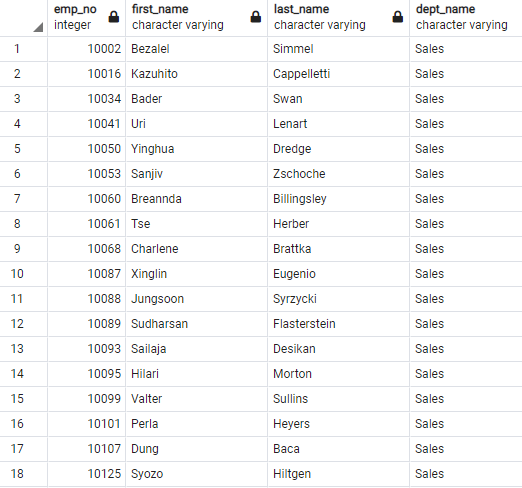 emp_no first_name last_name dept_name
integer character varying character varying character varying
1 10002 Bezalel Simmel Sales
2 10016 Kazuhito Cappelletti Sales
3 10034 Bader Swan Sales
4 10041 Uri Lenart Sales
5 10050 Yinghua Dredge Sales
6 10053 Sanjiv Zschoche Sales
7 10060 Breannda Billingsley Sales
8 10061 Tse Herber Sales
9 10068 Charlene Brattka Sales
10 10087 Xinglin Eugenio Sales
11 10088 Jungsoon Syrzycki Sales
12 10089 Sudharsan Flasterstein Sales
13 10093 Sailaja Desikan Sales
14 10095 Hilari Morton Sales
15 10099 Valter Sullins Sales
16 10101 Perla Heyers Sales
17 10107 Dung Baca Sales
18 10125 Syozo Hiltgen Sales